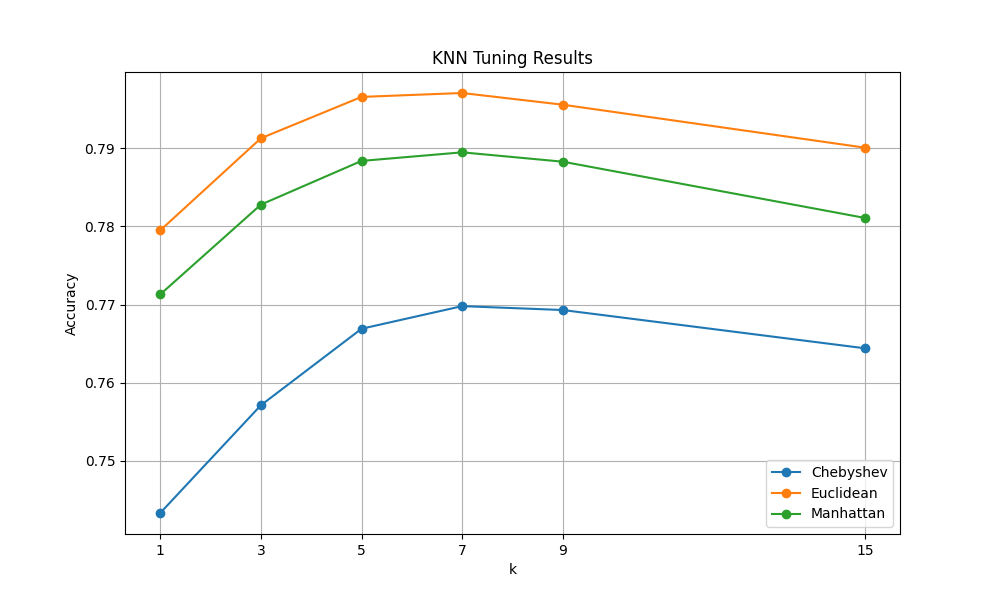 KNN Tuning Results
Accuracy
0.79
0.78
0.77
0.76
0.75
Chebyshev
Euclidean
Manhattan
1 3 5 7 9 15
k